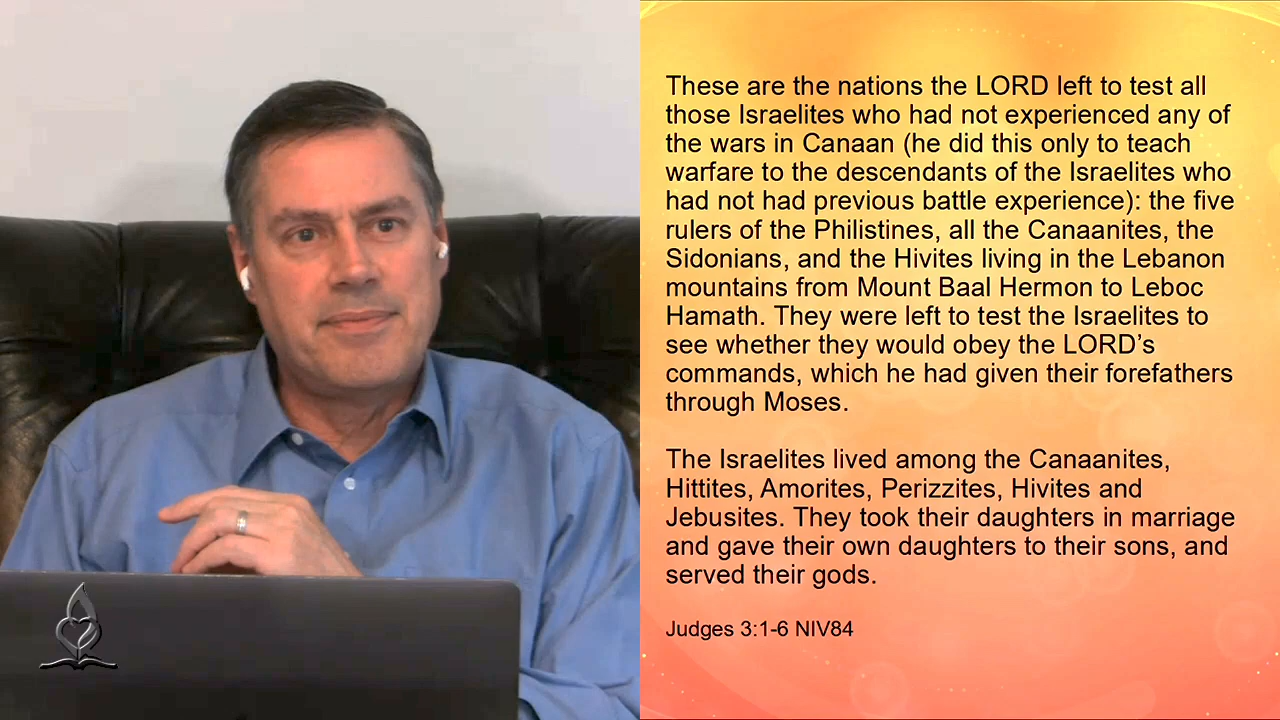 These are the nations the LORD left to test all
those Israelites who had not experienced any of
the wars in Canaan (he did this only to teach
warfare to the descendants of the Israelites who
had not had previous battle experience): the five
rulers of the Philistines, all the Canaanites, the
Sidonians, and the Hivites living in the Lebanon
mountains from Mount Baal Hermon to Leboc
Hamath. They were left to test the Israelites to
see whether they would obey the LORD’s
commands, which he had given their forefathers
through Moses.
The Israelites lived among the Canaanites,
Hittites, Amorites, Perizzites, Hivites and
Jebusites. They took their daughters in marriage
and gave their own daughters to their sons, and
served their gods.
Judges 3:1-6 NIV84